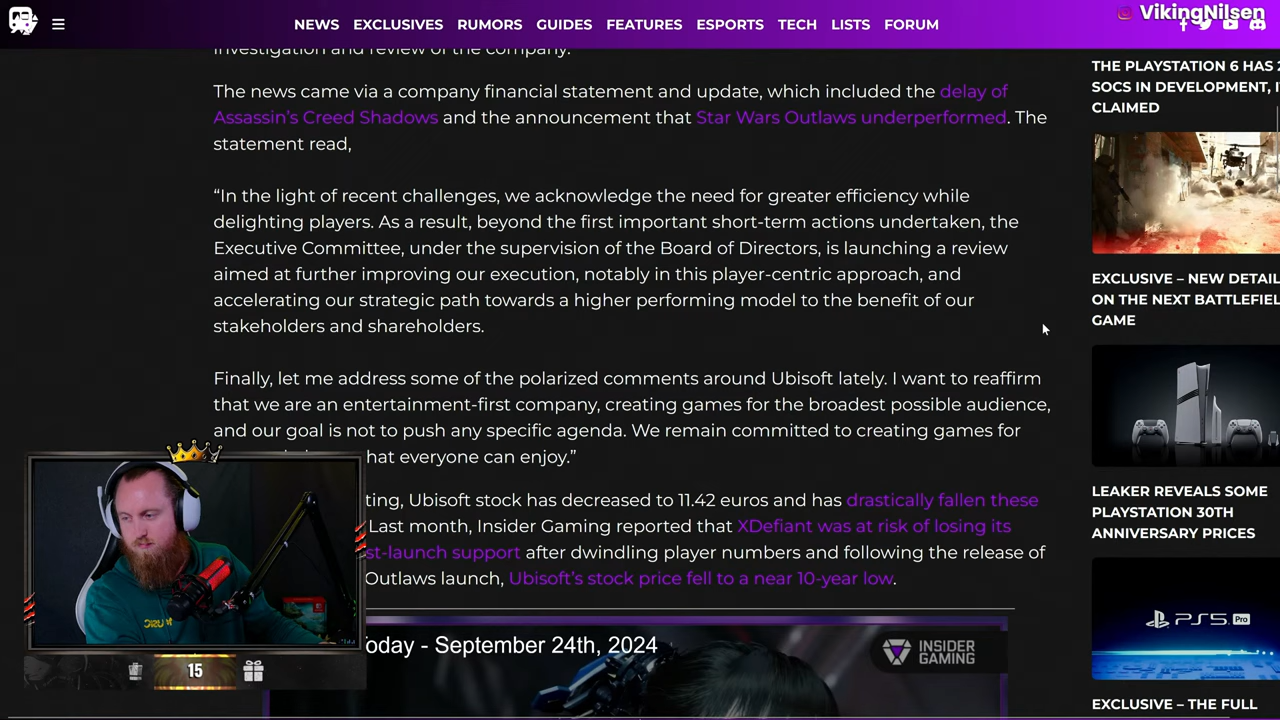 NEWS EXCLUSIVES RUMORS GUIDES FEATURES ESPORTS TECH LISTS FORUM
VikingNilsen
investigation and review of the company.
The news came via a company financial statement and update, which included the delay of
Assassin's Creed Shadows and the announcement that Star Wars Outlaws underperformed. The
statement read,
“In the light of recent challenges, we acknowledge the need for greater efficiency while
delighting players. As a result, beyond the first important short-term actions undertaken, the
Executive Committee, under the supervision of the Board of Directors, is launching a review
aimed at further improving our execution, notably in this player-centric approach, and
accelerating our strategic path towards a higher performing model to the benefit of our
stakeholders and shareholders.
Finally, let me address some of the polarized comments around Ubisoft lately. I want to reaffirm
that we are an entertainment-first company, creating games for the broadest possible audience,
and our goal is not to push any specific agenda. We remain committed to creating games for
hat everyone can enjoy.”
ting, Ubisoft stock has decreased to 11.42 euros and has drastically fallen these
Last month, Insider Gaming reported that XDefiant was at risk of losing its
st-launch support after dwindling player numbers and following the release of
Outlaws launch, Ubisoft's stock price fell to a near 10-year low.
oday - September 24th, 2024
INSIDER
GAMING
15
THE PLAYSTATION 6 HAS 2
SOCS IN DEVELOPMENT, I
CLAIMED
EXCLUSIVE – NEW DETAIL
ON THE NEXT BATTLEFIEL
GAME
LEAKER REVEALS SOME
PLAYSTATION 30TH
ANNIVERSARY PRICES
PS5 Pro
EXCLUSIVE – THE FULL